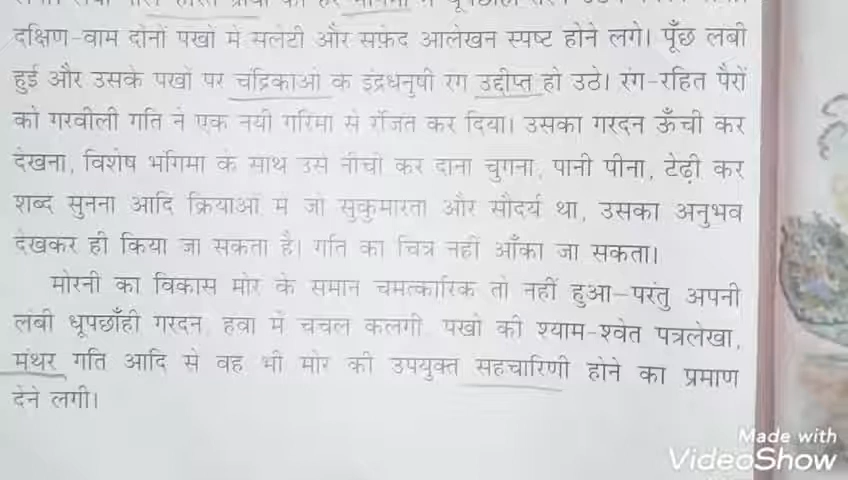 दक्षिण-वाम दोनों पंखों में सलेटी और सफ़ेद आलेखन स्पष्ट होने लगे। पूँछ लंबी
हुई और उसके पंखों पर चंद्रिकाओं के इंद्रधनुषी रंग उद्दीप्त हो उठे। रंग-रहित पैरों
को गरवीली गति ने एक नयी गरिमा से रंजित कर दिया। उसका गरदन ऊँची कर
देखना, विशेष भंगिमा के साथ उसे नीची कर दाना चुगना, पानी पीना, टेढ़ी कर
शब्द सुनना आदि क्रियाओं में जो सुकुमारता और सौंदर्य था, उसका अनुभव
देखकर ही किया जा सकता है। गति का चित्र नहीं आँका जा सकता।
मोरनी का विकास मोर के समान चमत्कारिक तो नहीं हुआ-परंतु अपनी
लंबी धूपछाँही गरदन, हवा में चंचल कलगी, पंखों की श्याम-श्वेत पत्रलेखा,
मंथर गति आदि से वह भी मोर की उपयुक्त सहचारिणी होने का प्रमाण
देने लगी।
Made with
VideoShow